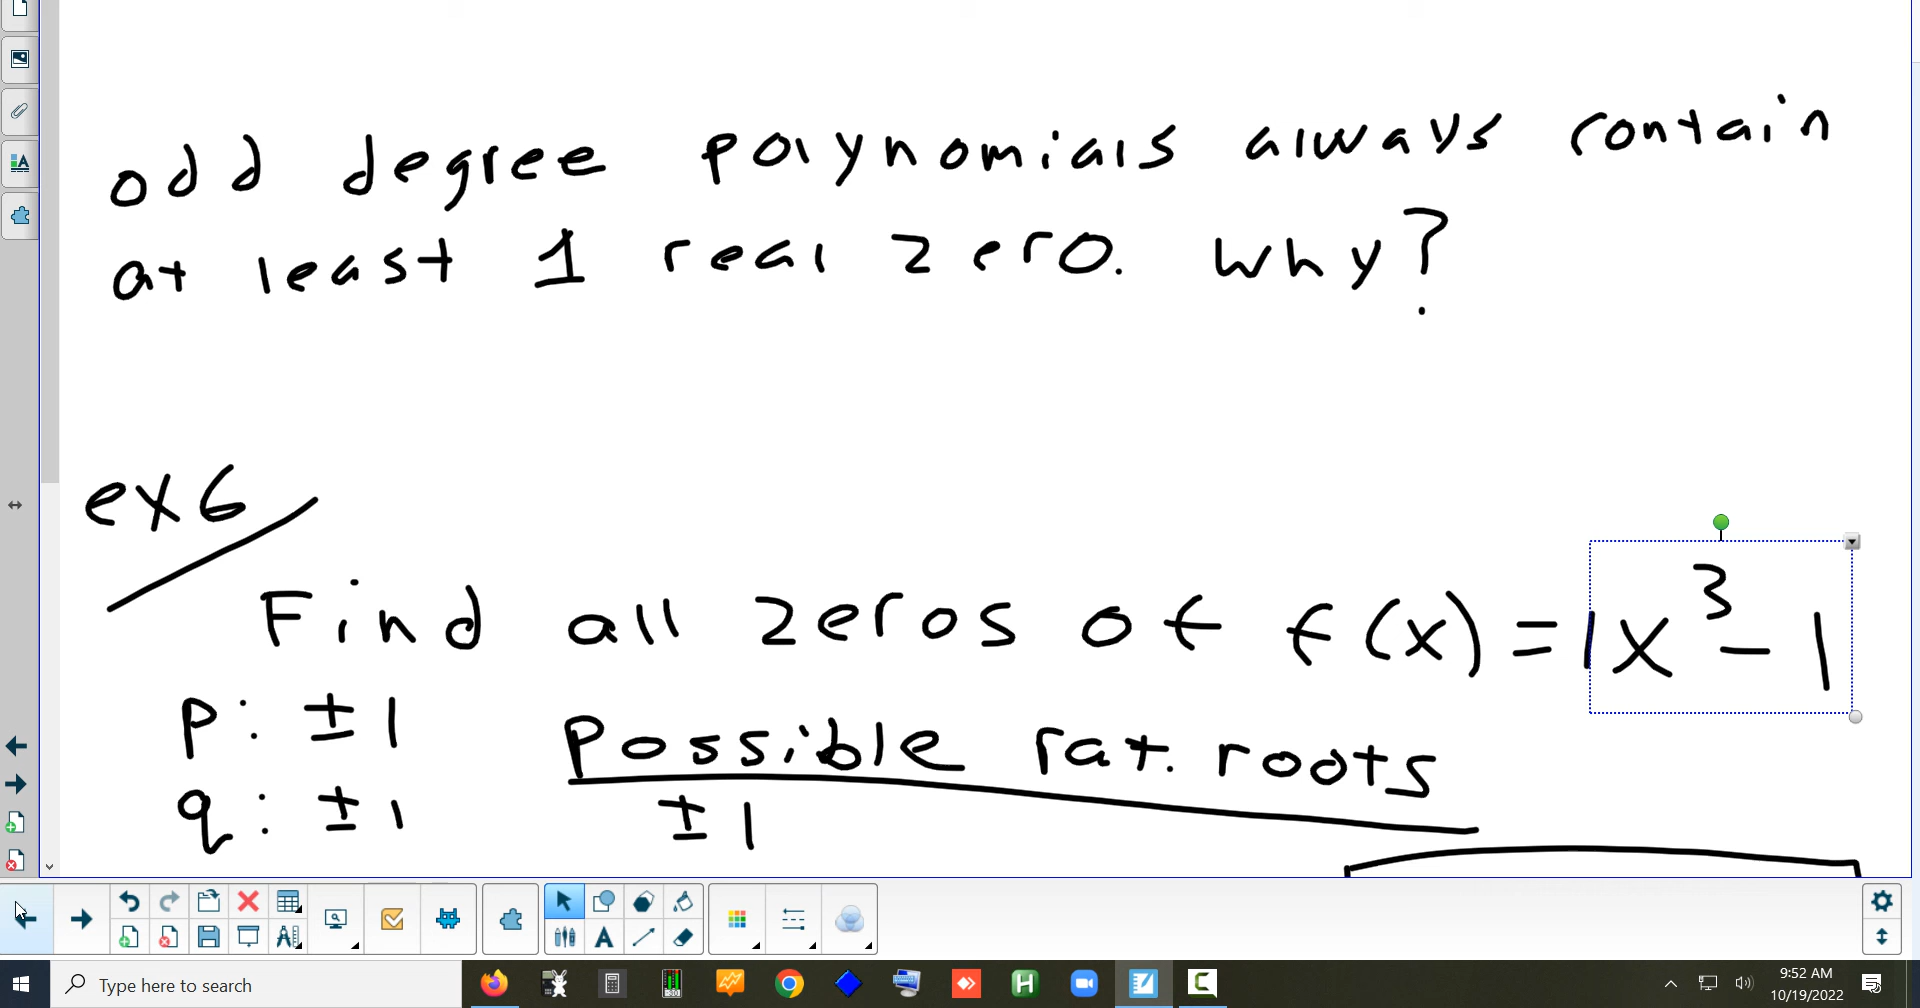 odd degree polynomials always contain
at least 1 real zero. Why?
ex6
Find all zeros of f(x) = 1x³ - 1
p: ± 1 Possible rat. roots
q: ± 1 ± 1
Type here to search
9:52 AM
10/19/2022